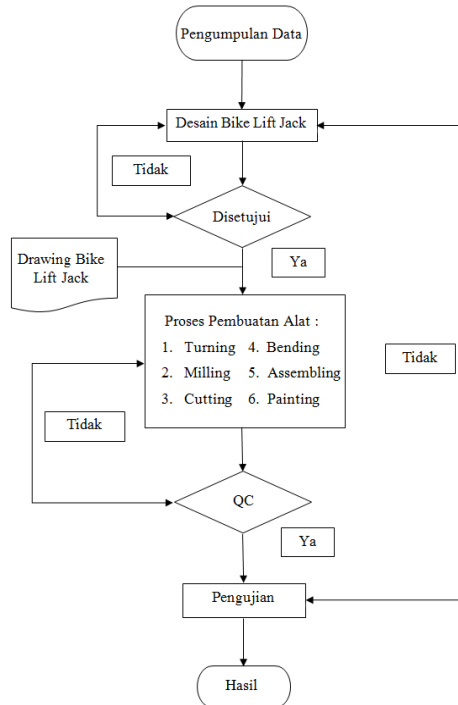 Pengumpulan Data
Desain Bike Lift Jack
Tidak
Disetujui
Drawing Bike
Lift Jack
Ya
Proses Pembuatan Alat :
1. Turning 4. Bending
2. Milling 5. Assembling
3. Cutting 6. Painting
Tidak
Tidak
QC
Ya
Pengujian
Hasil